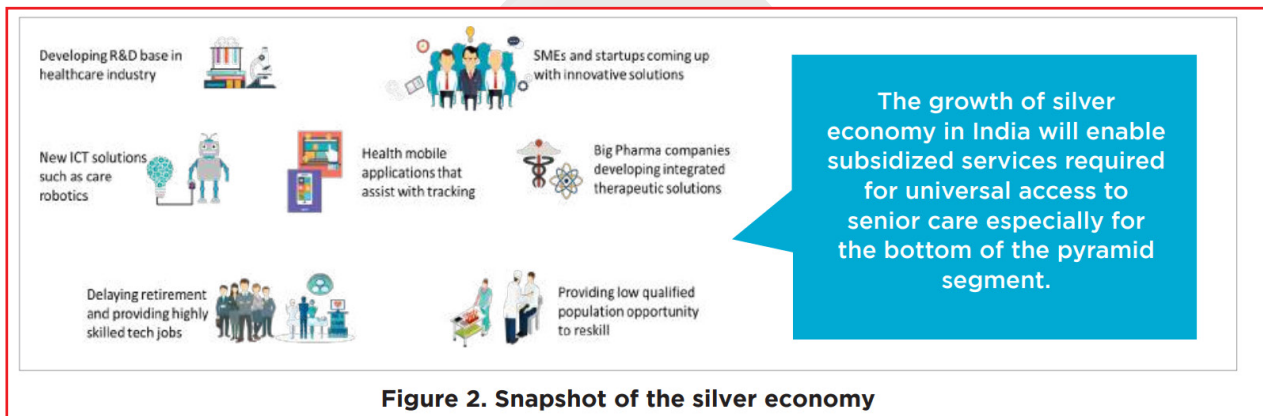 Developing R&D base in
healthcare industry
SMEs and startups coming up
with innovative solutions
New ICT solutions
such as care
robotics
Health mobile
applications that
assist with tracking
Big Pharma companies
developing integrated
therapeutic solutions
Delaying retirement
and providing highly
skilled tech jobs
Providing low qualified
population opportunity
to reskill
The growth of silver
economy in India will enable
subsidized services required
for universal access to
senior care especially for
the bottom of the pyramid
segment.
Figure 2. Snapshot of the silver economy